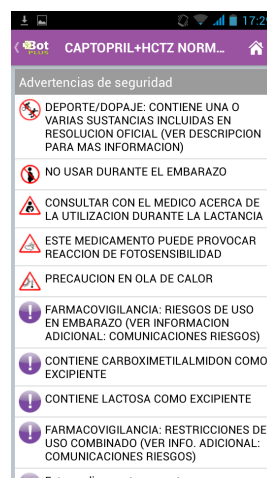 17:29
Bot PLUS CAPTOPRIL+HCTZ NORM...
Advertencias de seguridad
DEPORTE/DOPAJE: CONTIENE UNA O
VARIAS SUSTANCIAS INCLUIDAS EN
RESOLUCION OFICIAL (VER DESCRIPCION
PARA MAS INFORMACION)
NO USAR DURANTE EL EMBARAZO
CONSULTAR CON EL MEDICO ACERCA DE
LA UTILIZACION DURANTE LA LACTANCIA
ESTE MEDICAMENTO PUEDE PROVOCAR
REACCION DE FOTOSENSIBILIDAD
PRECAUCION EN OLA DE CALOR
FARMACOVIGILANCIA: RIESGOS DE USO
EN EMBARAZO (VER INFORMACION
ADICIONAL: COMUNICACIONES RIESGOS)
CONTIENE CARBOXIMETILALMIDON COMO
EXCIPIENTE
CONTIENE LACTOSA COMO EXCIPIENTE
FARMACOVIGILANCIA: RESTRICCIONES DE
USO COMBINADO (VER INFO. ADICIONAL:
COMUNICACIONES RIESGOS)